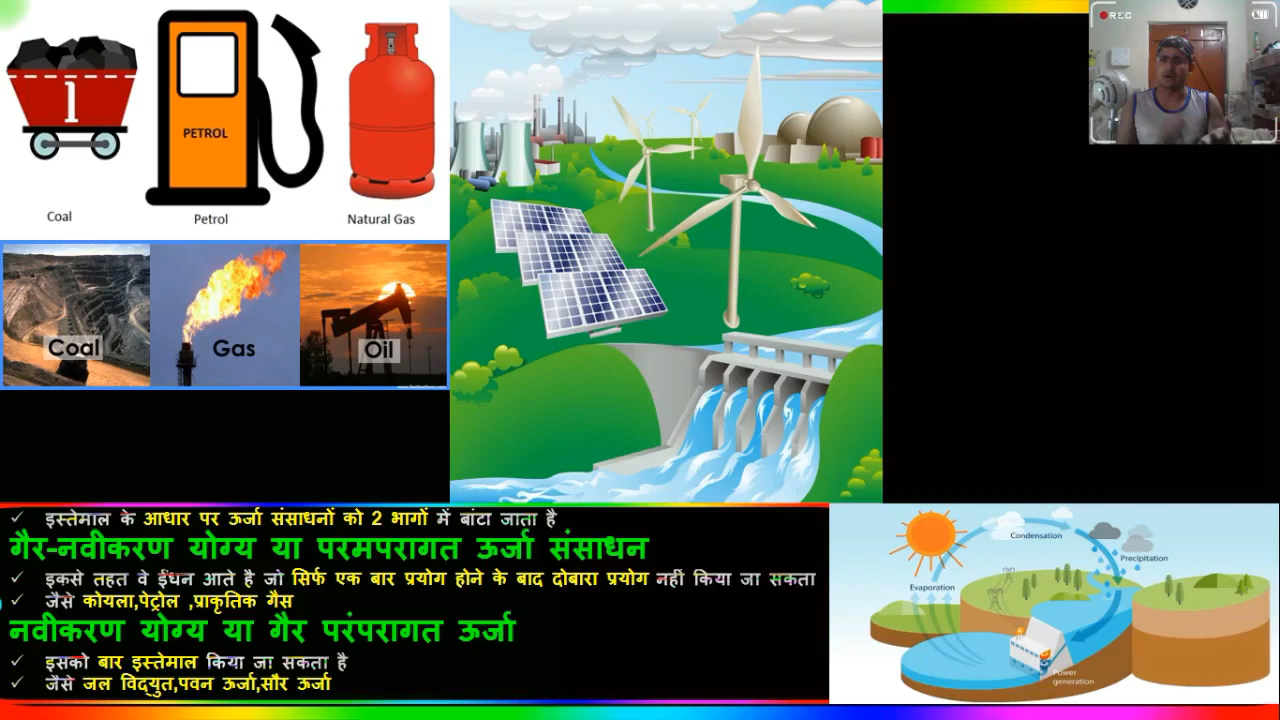 REC
1
PETROL
Coal
Petrol
Natural Gas
Coal
Gas
Oil
इस्तेमाल के आधार पर ऊर्जा संसाधनों को 2 भागों में बांटा जाता है
गैर-नवीकरण योग्य या परमपरागत ऊर्जा संसाधन
इकसे तहत वे ईंधन आते है जो सिर्फ एक बार प्रयोग होने के बाद दोबारा प्रयोग नहीं किया जा सकता
जैसे कोयला,पेट्रोल ,प्राकृतिक गैस
नवीकरण योग्य या गैर परंपरागत ऊर्जा
इसको बार इस्तेमाल किया जा सकता है
जैसे जल विद्युत,पवन ऊर्जा,सौर ऊर्जा
Condensation
Precipitation
Evaporation
Power
generation